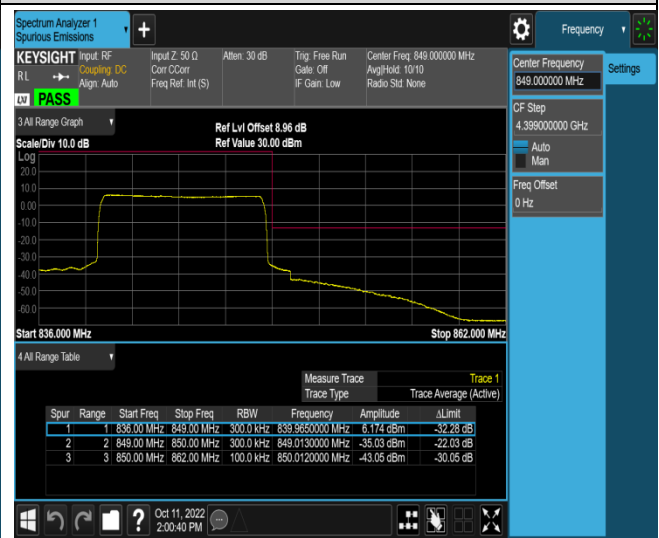 Spectrum Analyzer 1
Spurious Emissions
Frequency
KEYSIGHT
RL
LXI PASS
Input: RF
Coupling: DC
Align: Auto
Input Z: 50 Ω
Corr CCorr
Freq Ref: Int (S)
Atten: 30 dB
Trig: Free Run
Gate: Off
IF Gain: Low
Center Freq: 849.000000 MHz
Avg|Hold: 10/10
Radio Std: None
Center Frequency
849.000000 MHz
Settings
CF Step
4.399000000 GHz
Auto
Man
Freq Offset
0 Hz
3 All Range Graph
Scale/Div 10.0 dB
Ref Lvl Offset 8.96 dB
Ref Value 30.00 dBm
Log
20.0
10.0
0.00
-10.0
-20.0
-30.0
-40.0
-50.0
-60.0
Start 836.000 MHz Stop 862.000 MHz
4 All Range Table
Measure Trace Trace 1
Trace Type Trace Average (Active)
Spur Range Start Freq Stop Freq RBW Frequency Amplitude ΔLimit
1 1 836.00 MHz 849.00 MHz 300.0 kHz 839.9650000 MHz 6.174 dBm -32.28 dB
2 2 849.00 MHz 850.00 MHz 300.0 kHz 849.0130000 MHz -35.03 dBm -22.03 dB
3 3 850.00 MHz 862.00 MHz 100.0 kHz 850.0120000 MHz -43.05 dBm -30.05 dB
Oct 11, 2022
2:00:40 PM